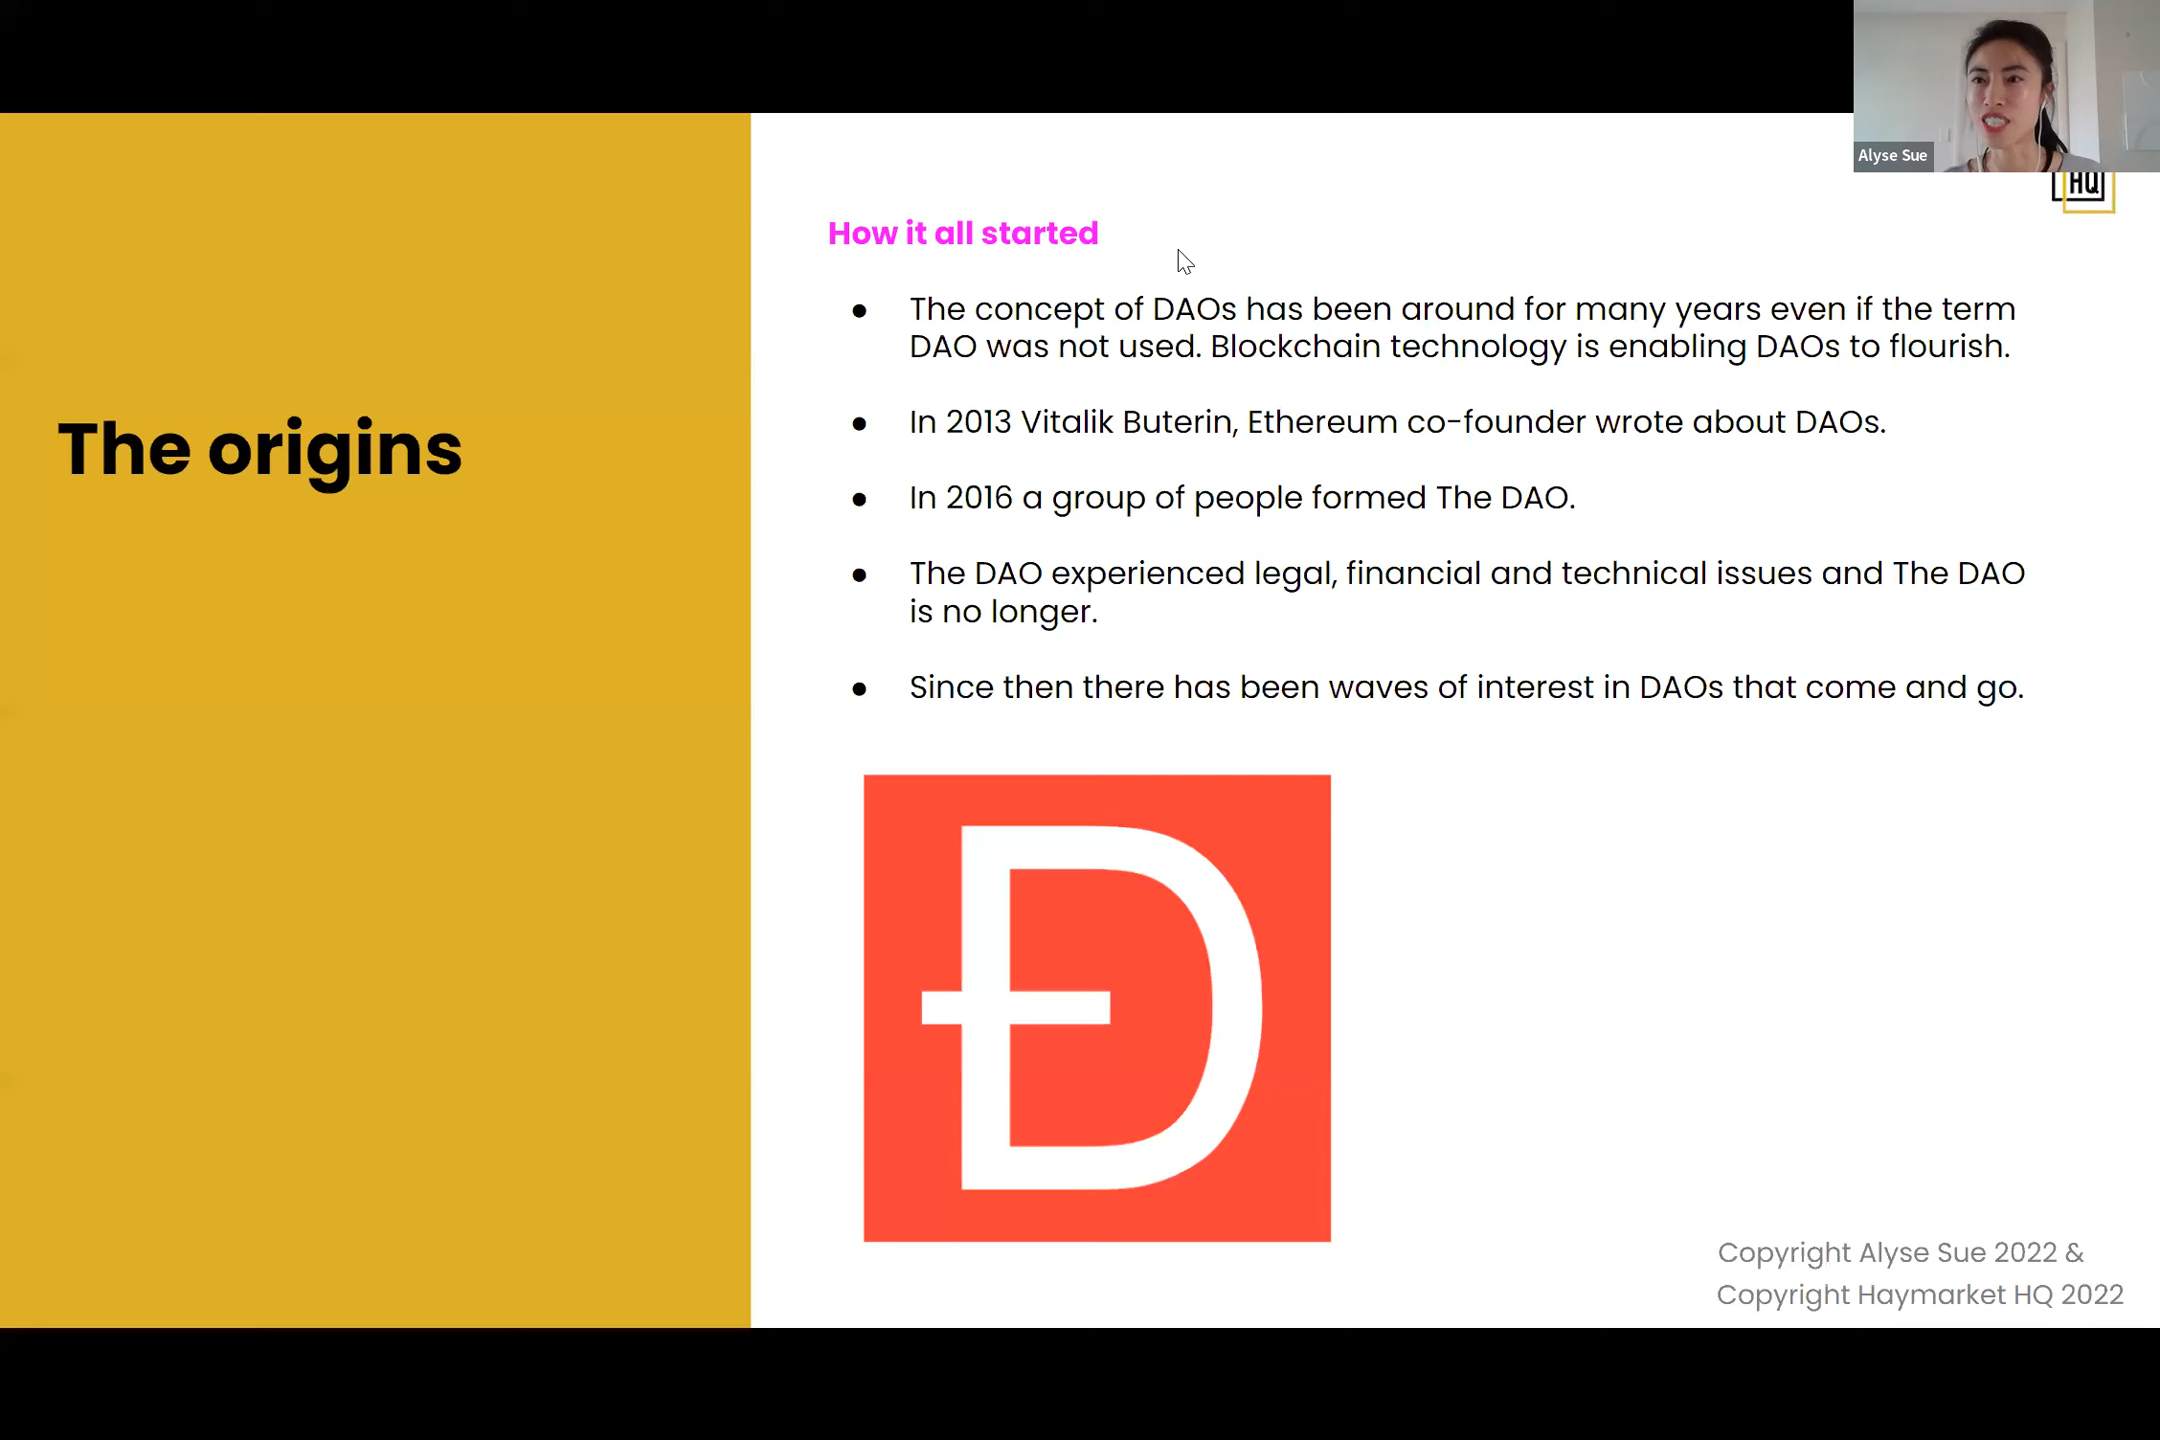 Alyse Sue
HQ
How it all started
The origins
● The concept of DAOs has been around for many years even if the term
DAO was not used. Blockchain technology is enabling DAOs to flourish.
● In 2013 Vitalik Buterin, Ethereum co-founder wrote about DAOs.
● In 2016 a group of people formed The DAO.
● The DAO experienced legal, financial and technical issues and The DAO
is no longer.
● Since then there has been waves of interest in DAOs that come and go.
Ð
Copyright Alyse Sue 2022 &
Copyright Haymarket HQ 2022